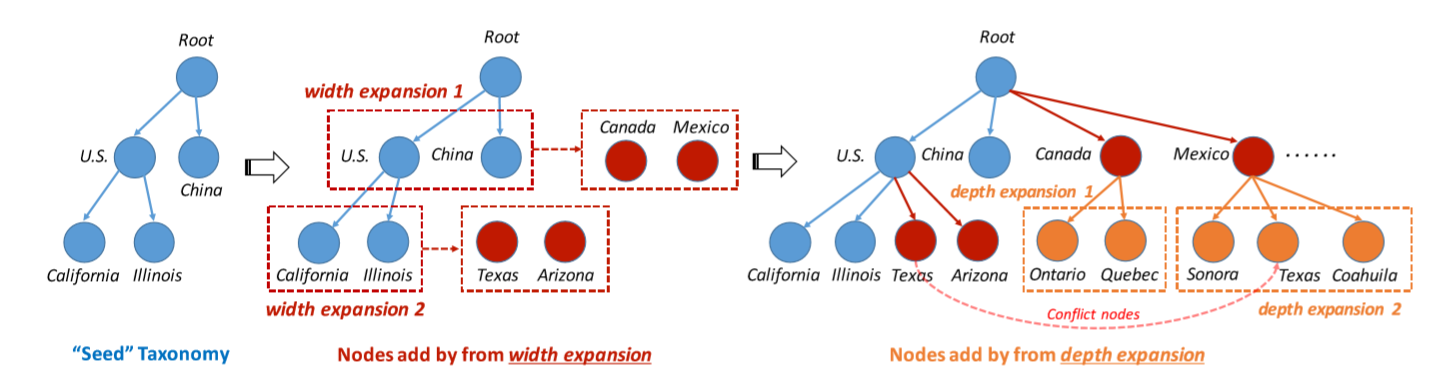 Root
U.S.
China
California Illinois
“Seed” Taxonomy
Root
width expansion 1
U.S. China
Canada Mexico
California Illinois
Texas Arizona
width expansion 2
Nodes add by from width expansion
Root
U.S. China Canada Mexico ······
depth expansion 1
California Illinois Texas Arizona Ontario Quebec Sonora Texas Coahuila
Conflict nodes
depth expansion 2
Nodes add by from depth expansion